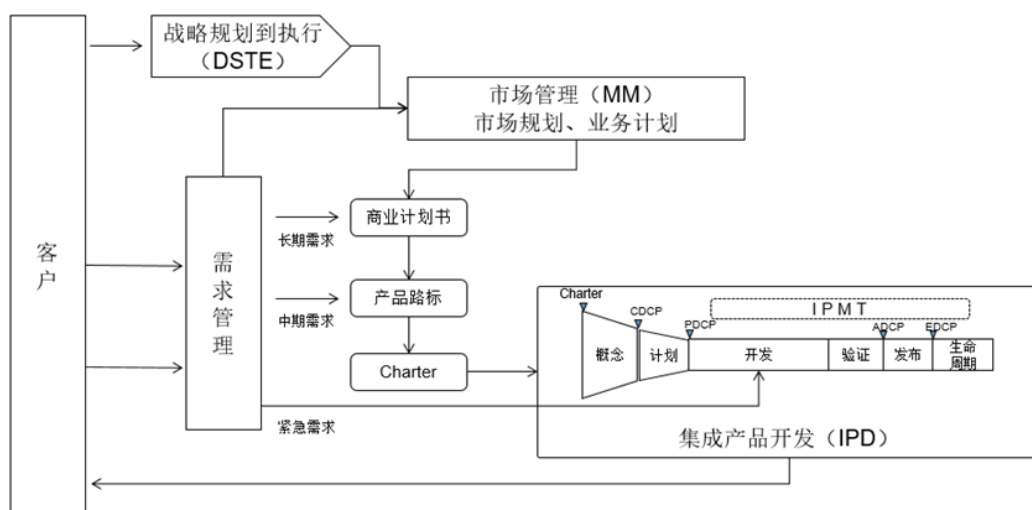 战略规划到执行
（DSTE）
市场管理（MM）
市场规划、业务计划
客户
需求管理
商业计划书
长期需求
产品路标
中期需求
Charter
紧急需求
Charter
CDCP
PDCP
IPMT
ADCP
EDCP
概念
计划
开发
验证
发布
生命
周期
集成产品开发（IPD）